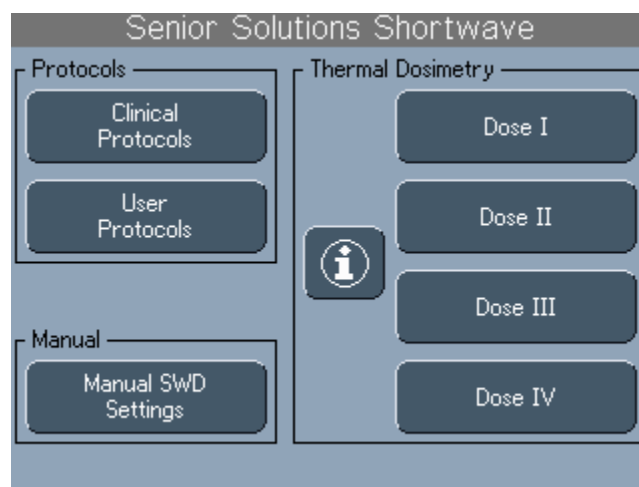 Senior Solutions Shortwave
Protocols
Clinical
Protocols
User
Protocols
Manual
Manual SWD
Settings
Thermal Dosimetry
Dose I
Dose II
Dose III
Dose IV